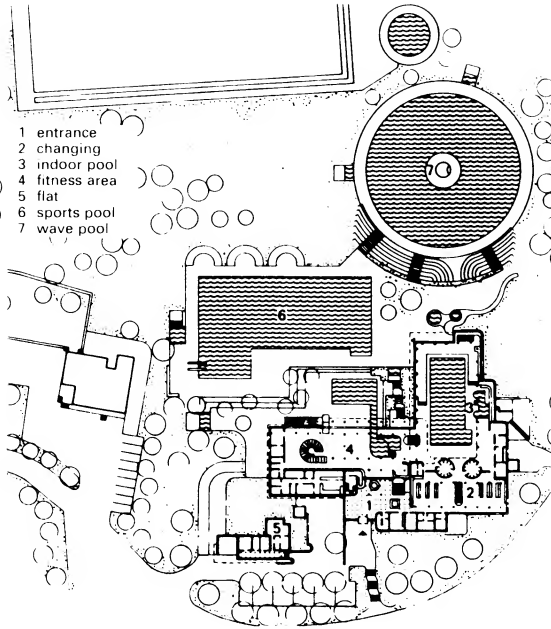 1 entrance
2 changing
3 indoor pool
4 fitness area
5 flat
6 sports pool
7 wave pool
7
6
3
4
2
1
5